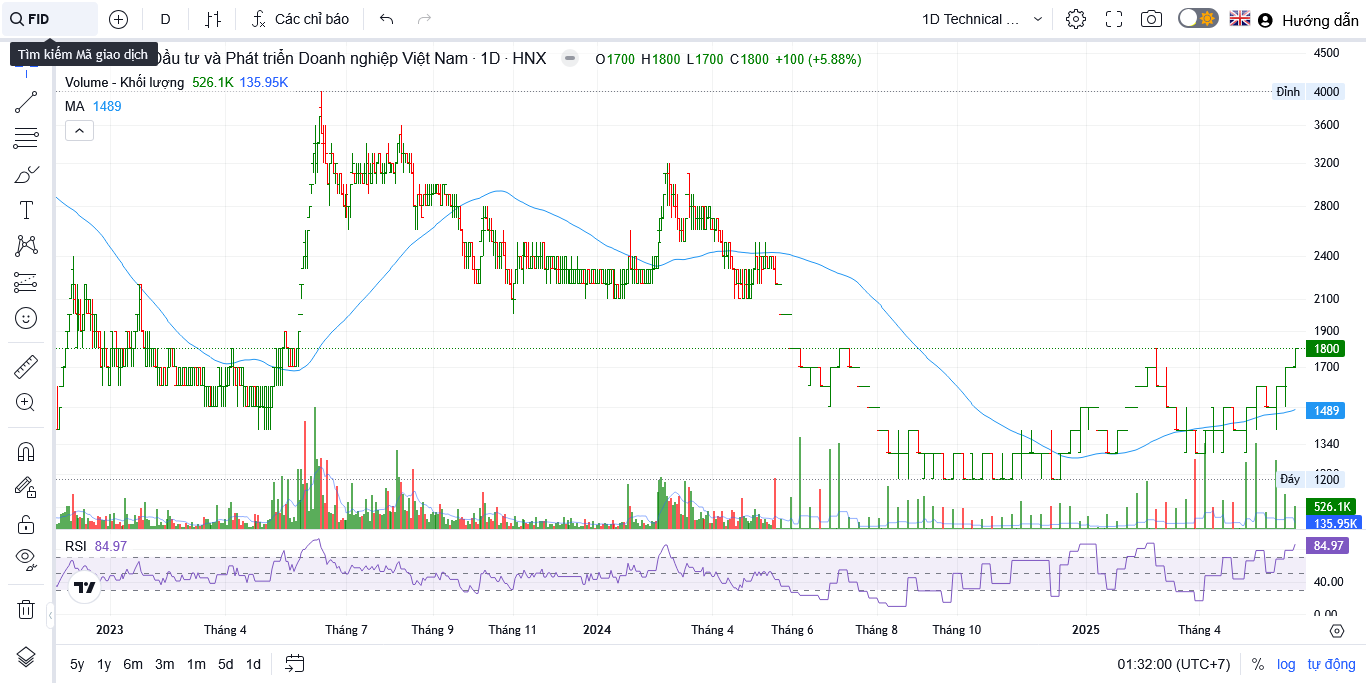 FID
D
Các chỉ báo
1D Technical ...
Hướng dẫn
Tìm kiếm Mã giao dịch
Đầu tư và Phát triển Doanh nghiệp Việt Nam · 1D · HNX
O1700 H1800 L1700 C1800 +100 (+5.88%)
Volume - Khối lượng 526.1K 135.95K
MA 1489
4500
Đỉnh 4000
3600
3200
2800
2400
2100
1900
1800
1700
1489
1340
Đáy 1200
526.1K
135.95K
RSI 84.97
84.97
40.00
0.00
2023 Tháng 4 Tháng 7 Tháng 9 Tháng 11 2024 Tháng 4 Tháng 6 Tháng 8 Tháng 10 2025 Tháng 4
5y 1y 6m 3m 1m 5d 1d
01:32:00 (UTC+7) % log tự động